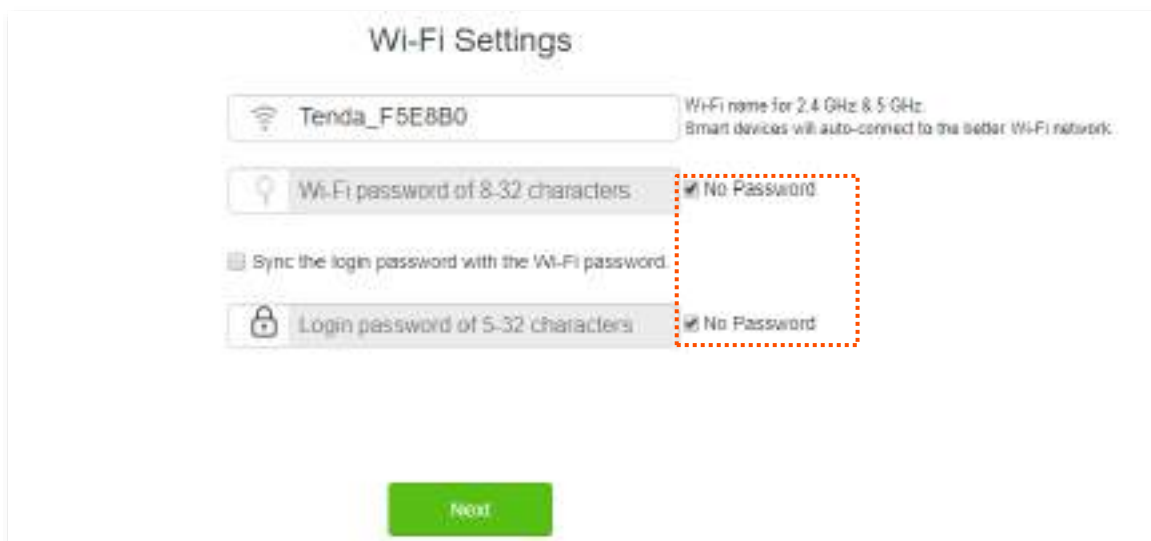 Wi-Fi Settings
Tenda_F5E8B0
Wi-Fi name for 2.4 GHz & 5 GHz.
Smart devices will auto-connect to the better Wi-Fi network.
Wi-Fi password of 8-32 characters
No Password
Sync the login password with the Wi-Fi password.
Login password of 5-32 characters
No Password
Next